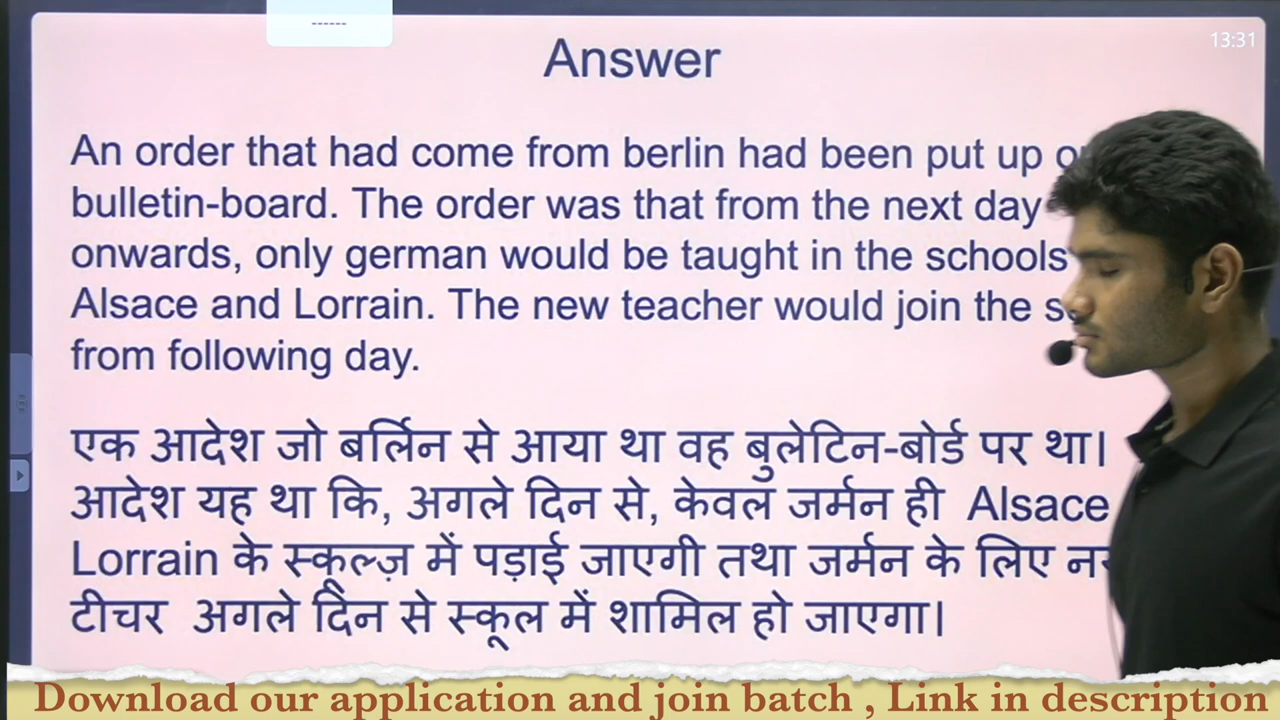 ------
Answer
13:31
An order that had come from berlin had been put up
bulletin-board. The order was that from the next day
onwards, only german would be taught in the schools
Alsace and Lorrain. The new teacher would join the
from following day.
एक आदेश जो बर्लिन से आया था वह बुलेटिन-बोर्ड पर था।
आदेश यह था कि, अगले दिन से, केवल जर्मन ही Alsace
Lorrain के स्कूल्ज़ में पड़ाई जाएगी तथा जर्मन के लिए
टीचर अगले दिन से स्कूल में शामिल हो जाएगा।
Download our application and join batch , Link in description